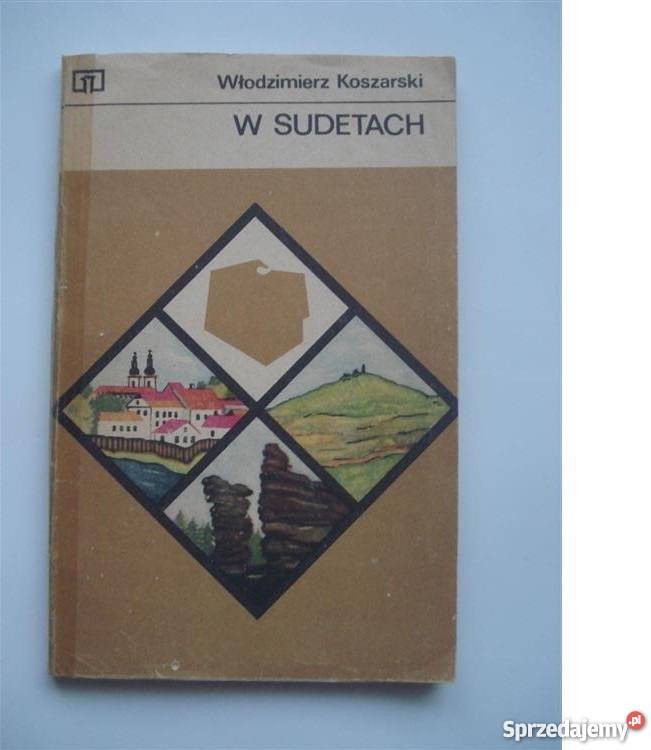 Włodzimierz Koszarski
W SUDETACH
Sprzedajemy.pl